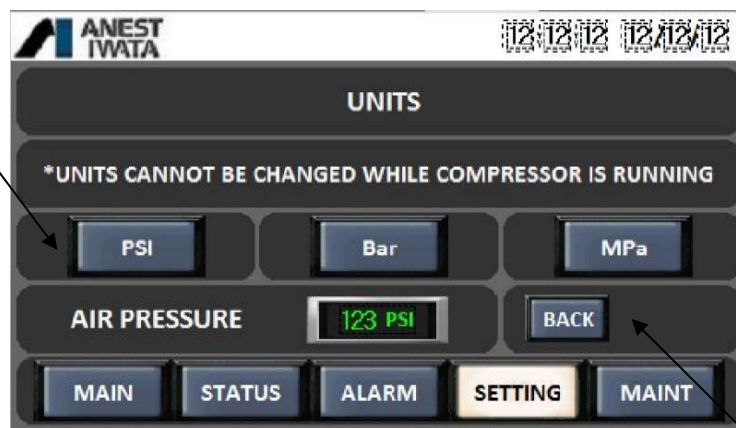 ANEST
IWATA
12:12:12 12/12/12
UNITS
*UNITS CANNOT BE CHANGED WHILE COMPRESSOR IS RUNNING
PSI Bar MPa
AIR PRESSURE 123 PSI BACK
MAIN STATUS ALARM SETTING MAINT